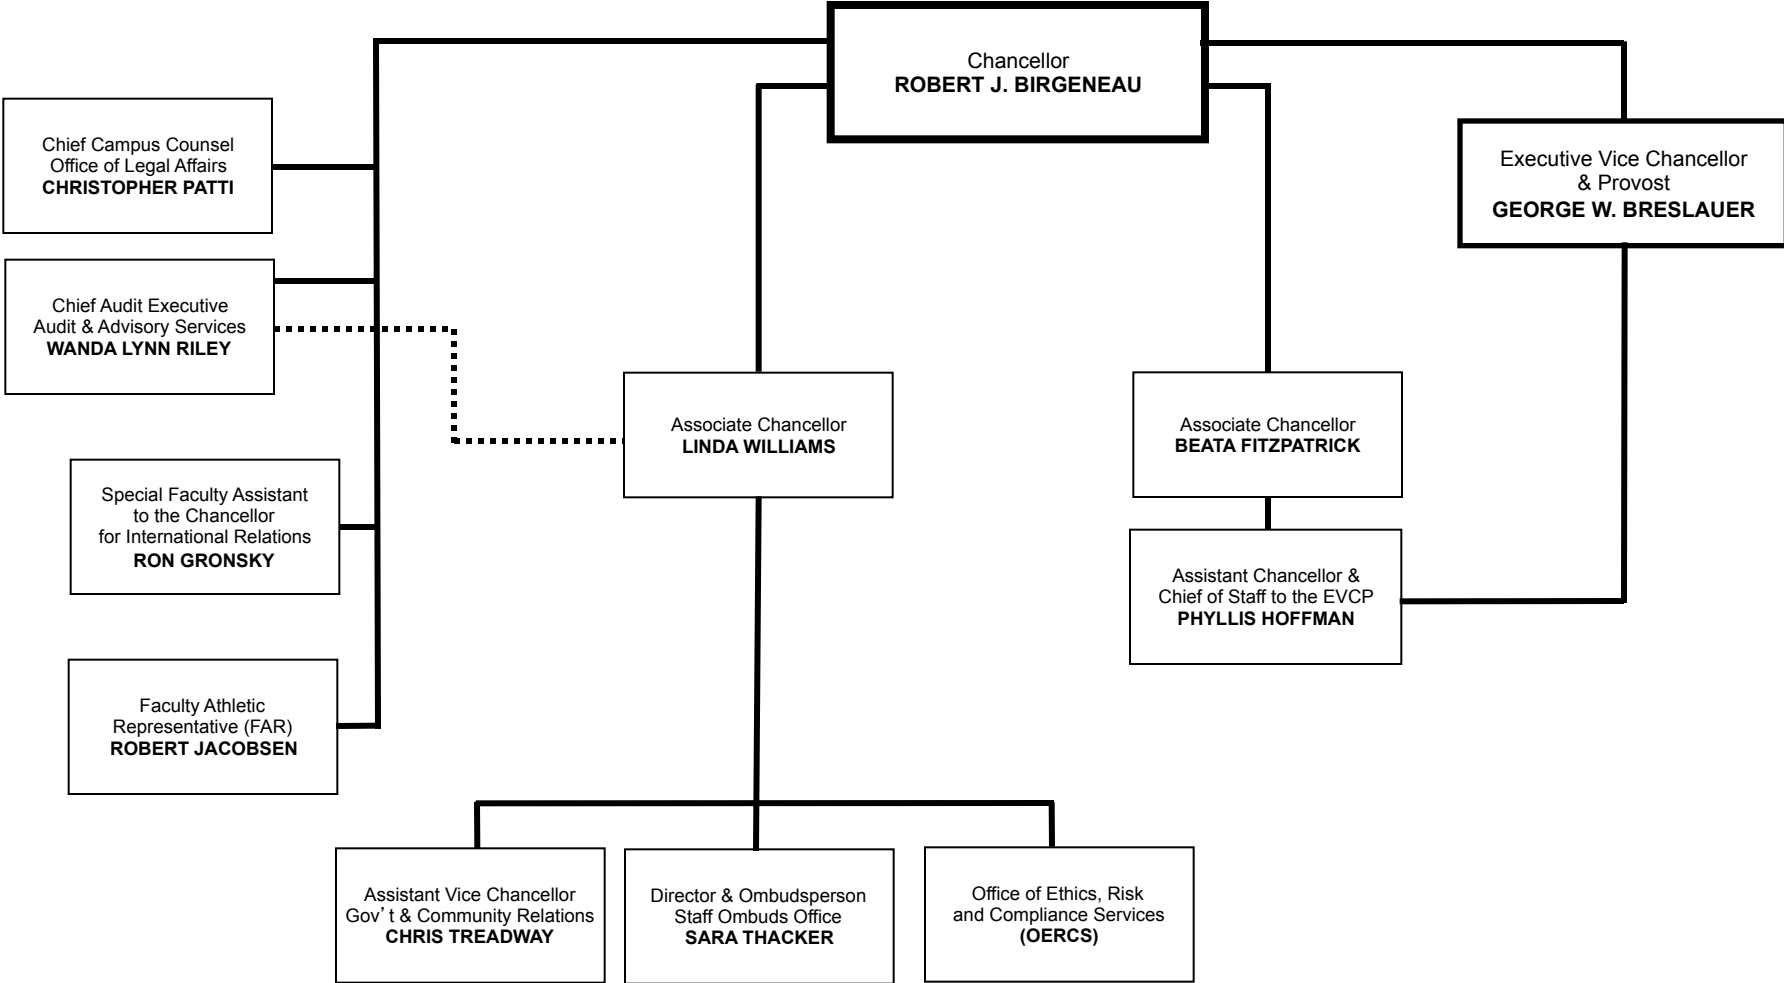 Chancellor
ROBERT J. BIRGENEAU
Chief Campus Counsel
Office of Legal Affairs
CHRISTOPHER PATTI
Executive Vice Chancellor
& Provost
GEORGE W. BRESLAUER
Chief Audit Executive
Audit & Advisory Services
WANDA LYNN RILEY
Associate Chancellor
LINDA WILLIAMS
Associate Chancellor
BEATA FITZPATRICK
Special Faculty Assistant
to the Chancellor
for International Relations
RON GRONSKY
Assistant Chancellor &
Chief of Staff to the EVCP
PHYLLIS HOFFMAN
Faculty Athletic
Representative (FAR)
ROBERT JACOBSEN
Assistant Vice Chancellor
Gov’ t & Community Relations
CHRIS TREADWAY
Director & Ombudsperson
Staff Ombuds Office
SARA THACKER
Office of Ethics, Risk
and Compliance Services
(OERCS)